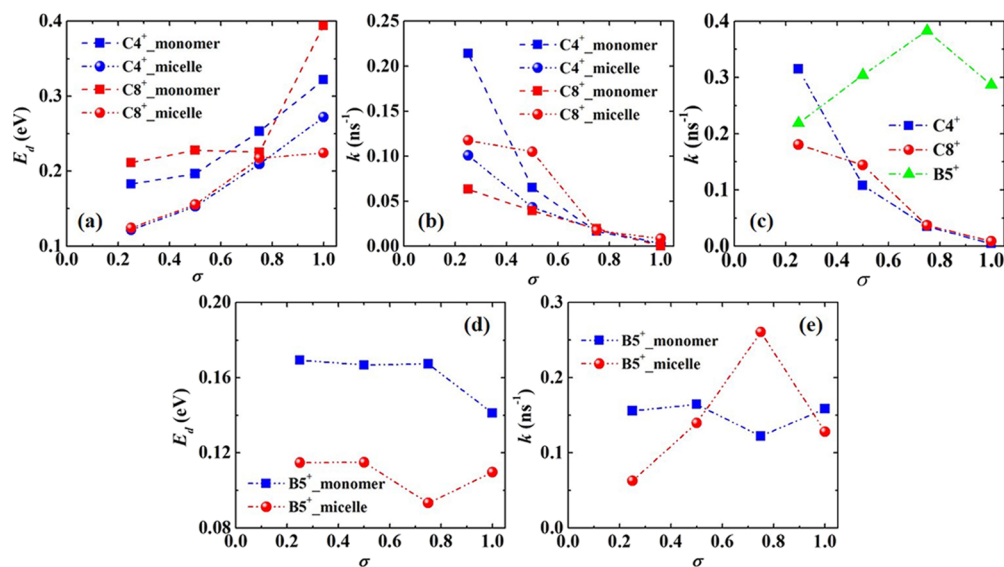 0.4
0.3
0.2
0.1
E_d (eV)
C4⁺_monomer
C4⁺_micelle
C8⁺_monomer
C8⁺_micelle
(a)
0.0 0.2 0.4 0.6 0.8 1.0
σ
0.25
0.20
0.15
0.10
0.05
0.00
k (ns⁻¹)
C4⁺_monomer
C4⁺_micelle
C8⁺_monomer
C8⁺_micelle
(b)
0.0 0.2 0.4 0.6 0.8 1.0
σ
0.4
0.3
0.2
0.1
0.0
k (ns⁻¹)
C4⁺
C8⁺
B5⁺
(c)
0.0 0.2 0.4 0.6 0.8 1.0
σ
0.20
0.16
0.12
0.08
E_d (eV)
(d)
B5⁺_monomer
B5⁺_micelle
0.0 0.2 0.4 0.6 0.8 1.0
σ
0.3
0.2
0.1
0.0
k (ns⁻¹)
(e)
B5⁺_monomer
B5⁺_micelle
0.0 0.2 0.4 0.6 0.8 1.0
σ